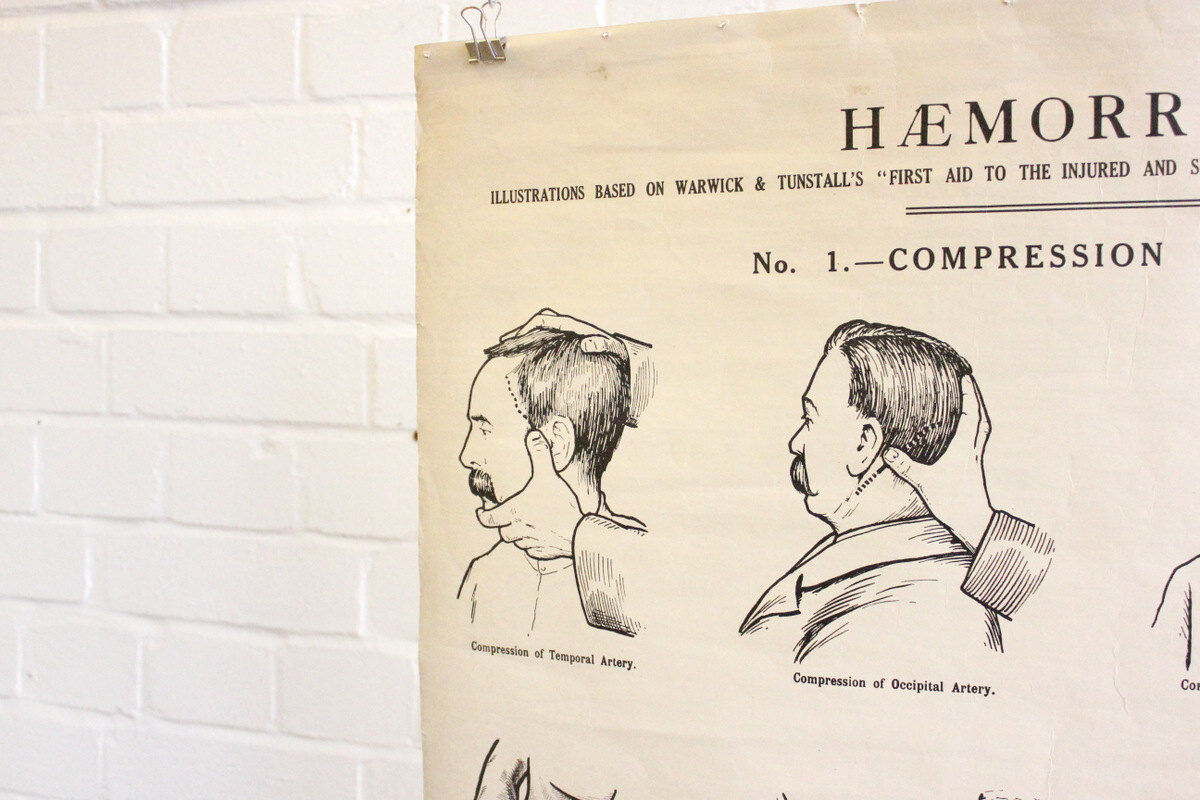 HÆMORR
ILLUSTRATIONS BASED ON WARWICK & TUNSTALL'S "FIRST AID TO THE INJURED AND S
No. 1.—COMPRESSION
Compression of Temporal Artery.
Compression of Occipital Artery.
Co